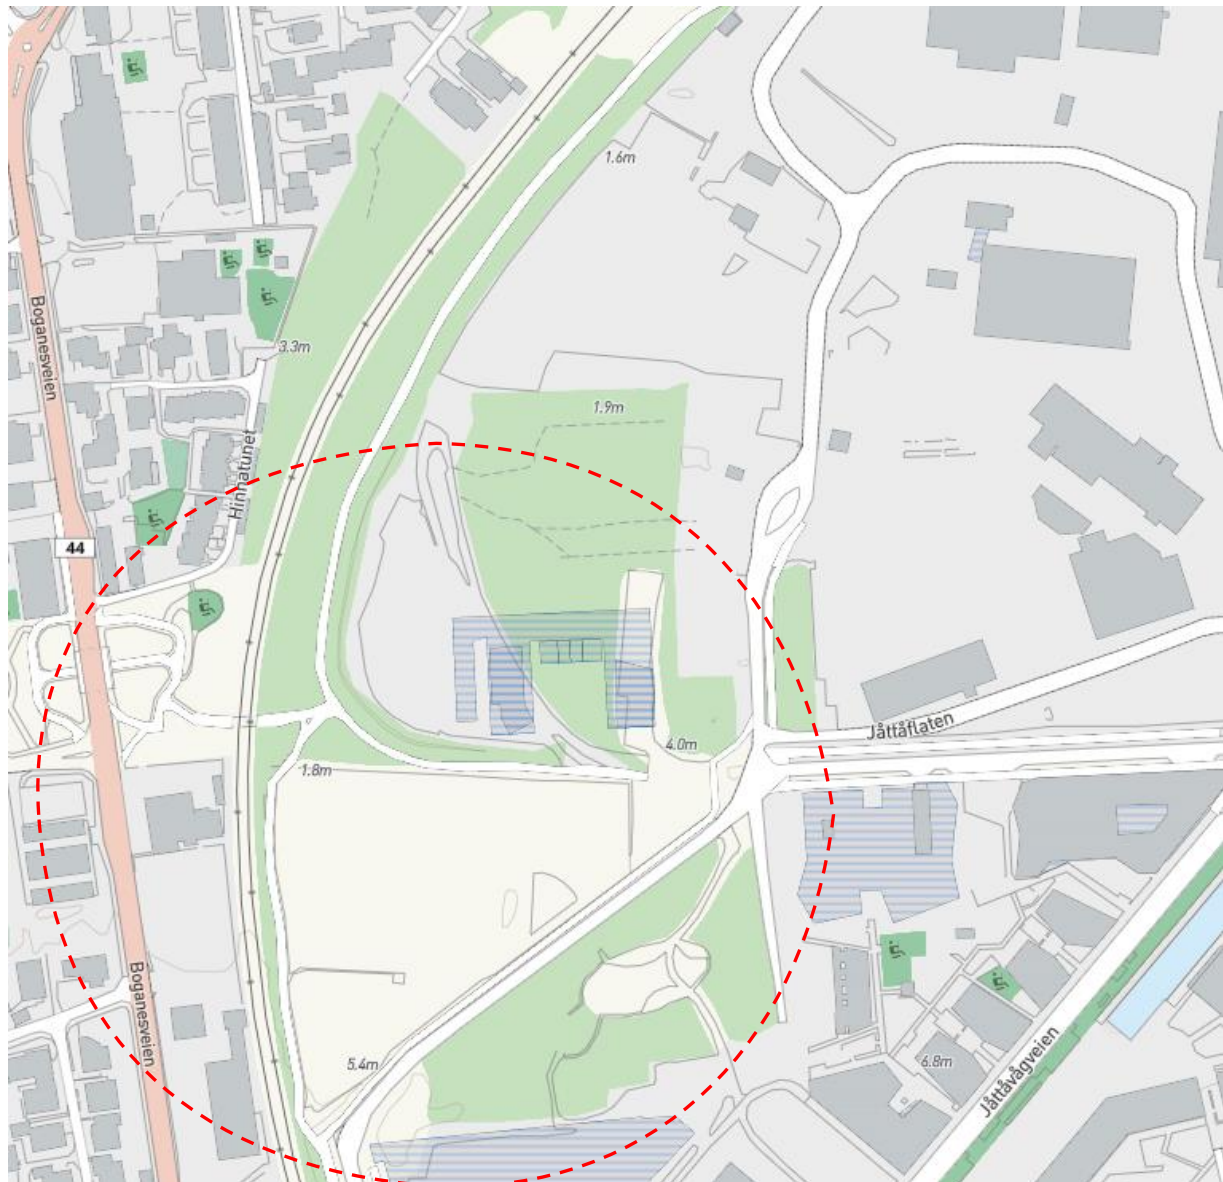 1.6m
Boganesveien
3.3m
1.9m
Hinnatunet
44
Jåttåflaten
4.0m
1.8m
Boganesveien
5.4m
6.8m
Jåttåvågveien